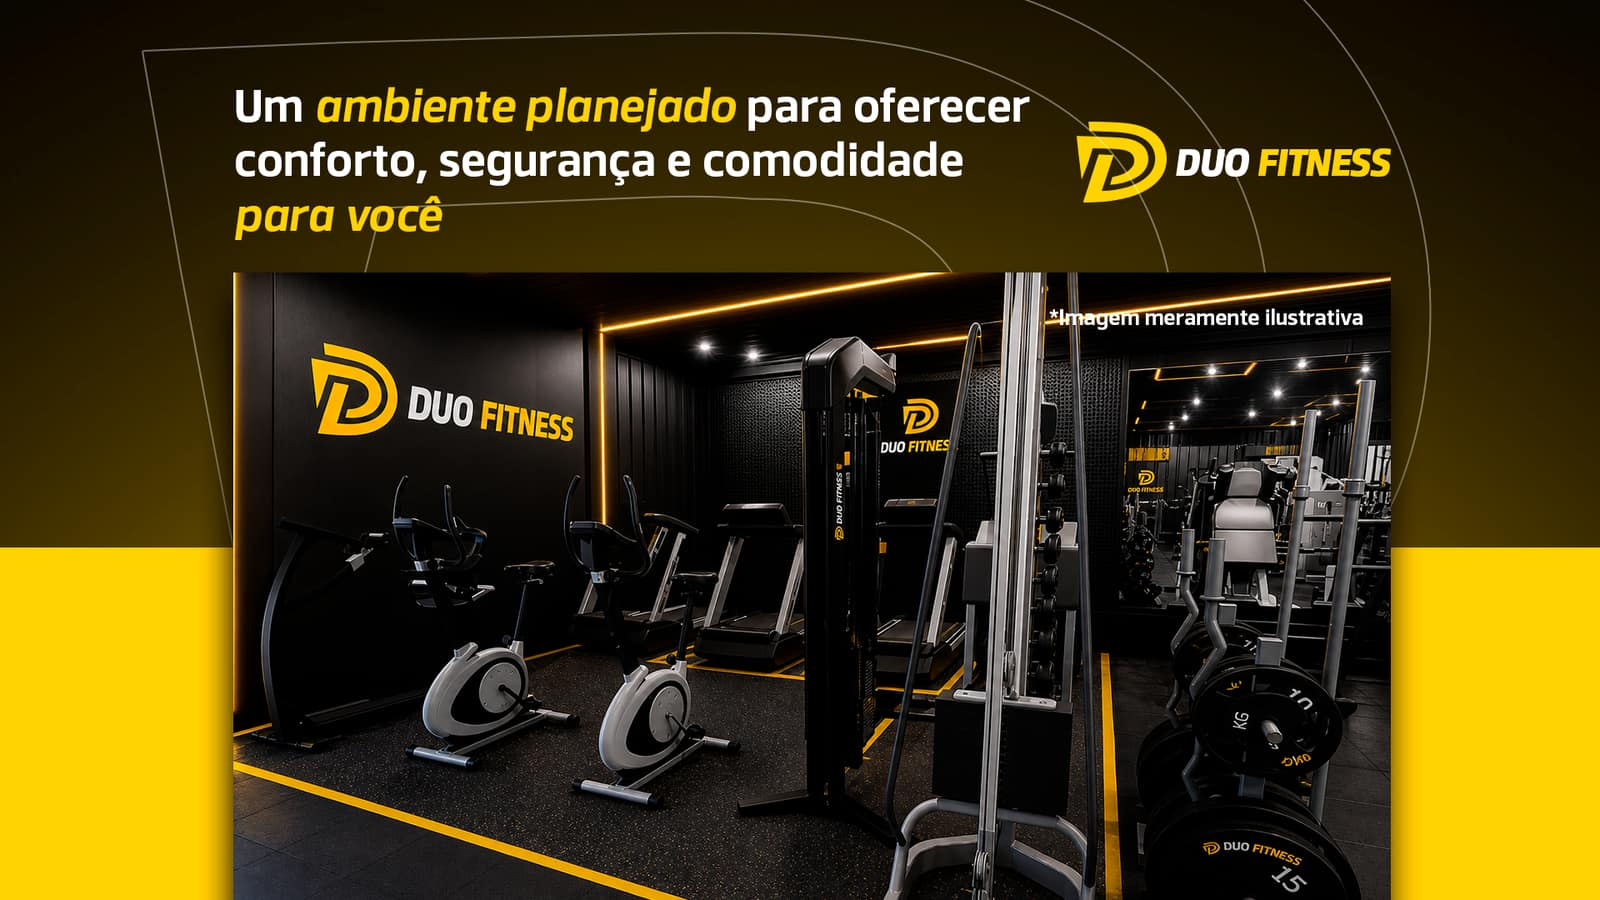 Um ambiente planejado para oferecer
conforto, segurança e comodidade
para você
DUO FITNESS
*Imagem meramente ilustrativa
DUO FITNESS
DUO FITNESS
DUO FITNESS
DUO FITNESS
10
KG
DUO FITNESS
15